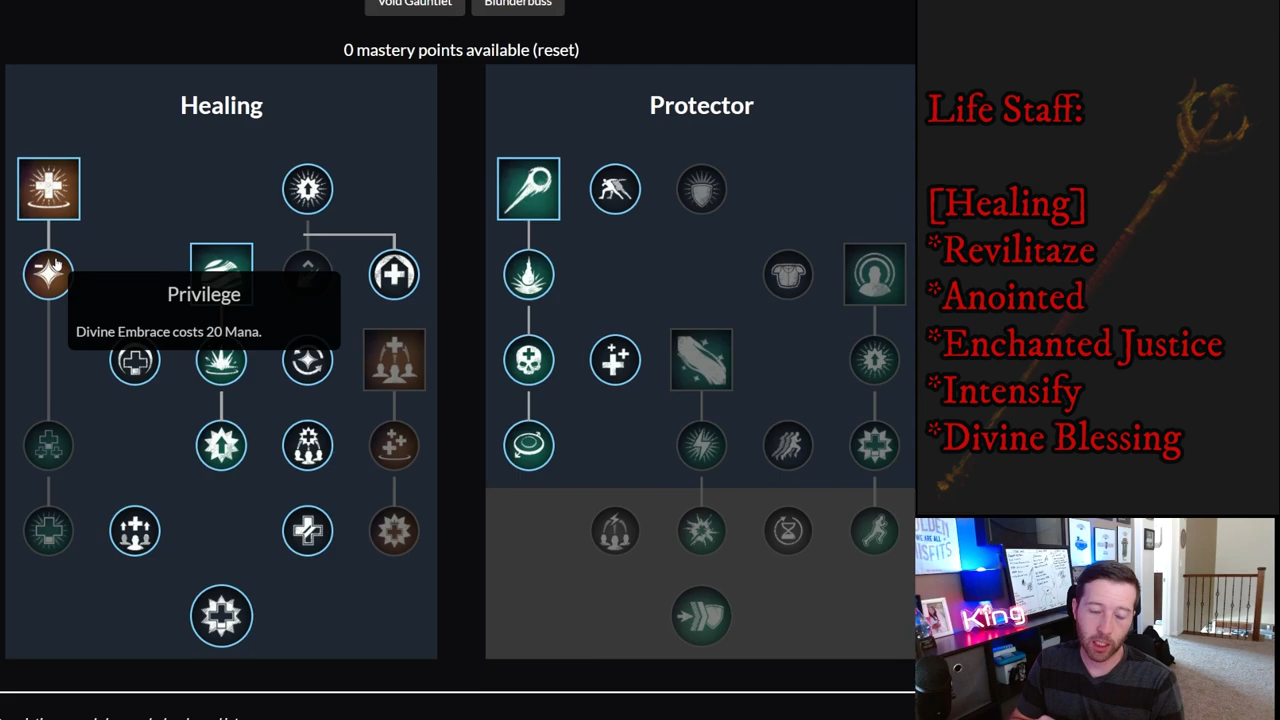 Void Gauntlet
Blunderbuss
0 mastery points available (reset)
Healing
Protector
Privilege
Divine Embrace costs 20 Mana.
Life Staff:
[Healing]
*Revilitaze
*Anointed
*Enchanted Justice
*Intensify
*Divine Blessing
King